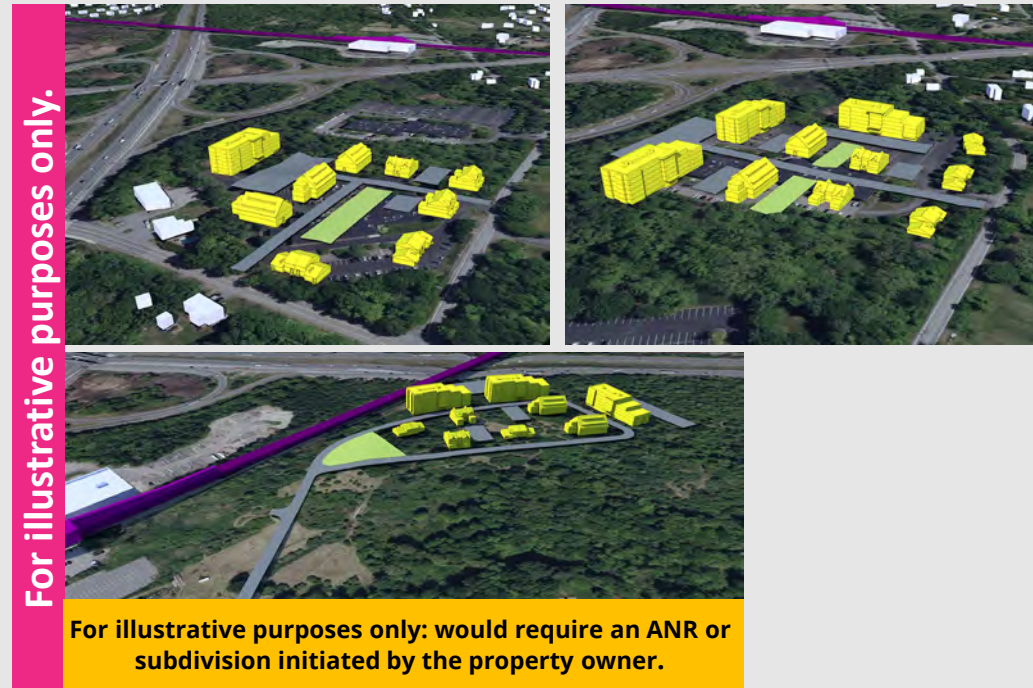 For illustrative purposes only.
For illustrative purposes only: would require an ANR or
subdivision initiated by the property owner.